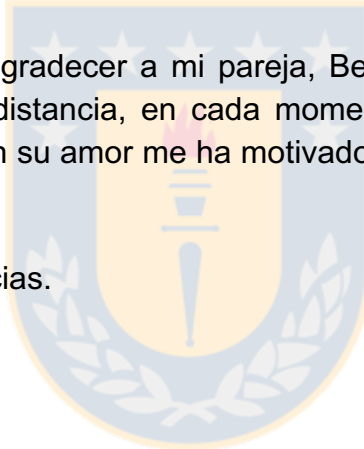 gradecer a mi pareja, Be
distancia, en cada mome
su amor me ha motivado
cias.